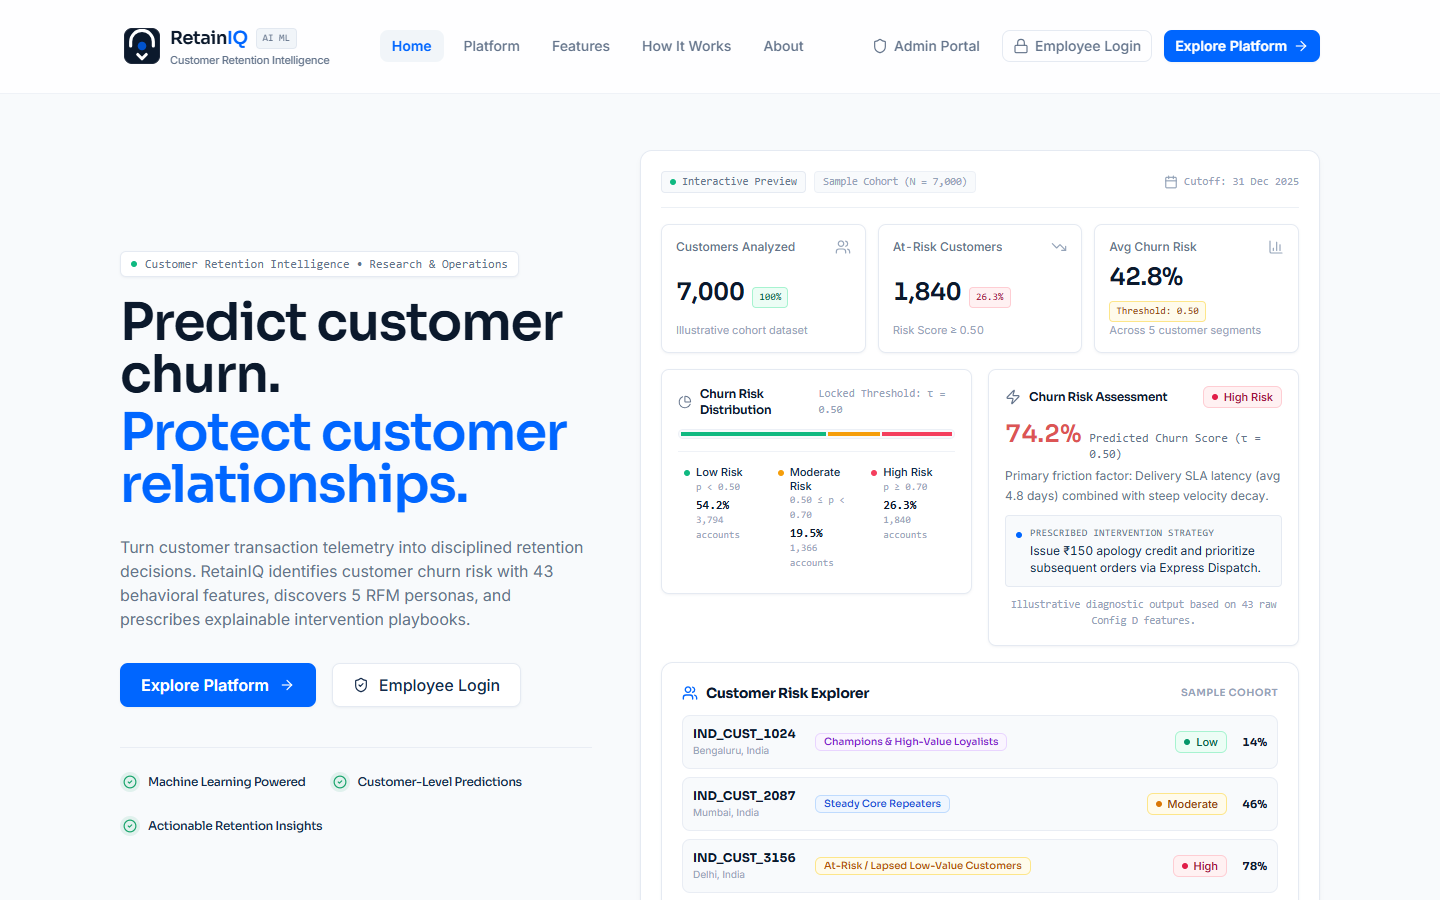 RetainIQ AI ML
Customer Retention Intelligence
Home
Platform
Features
How It Works
About
Admin Portal
Employee Login
Explore Platform
Customer Retention Intelligence • Research & Operations
Predict customer
churn.
Protect customer
relationships.
Turn customer transaction telemetry into disciplined retention
decisions. RetainIQ identifies customer churn risk with 43
behavioral features, discovers 5 RFM personas, and
prescribes explainable intervention playbooks.
Explore Platform
Employee Login
Machine Learning Powered
Customer-Level Predictions
Actionable Retention Insights
Interactive Preview
Sample Cohort (N = 7,000)
Cutoff: 31 Dec 2025
Customers Analyzed
7,000 100%
Illustrative cohort dataset
At-Risk Customers
1,840 26.3%
Risk Score ≥ 0.50
Avg Churn Risk
42.8%
Threshold: 0.50
Across 5 customer segments
Churn Risk
Distribution
Locked Threshold: τ =
0.50
Low Risk
p < 0.50
54.2%
3,794
accounts
Moderate
Risk
0.50 ≤ p <
0.70
19.5%
1,366
accounts
High Risk
p ≥ 0.70
26.3%
1,840
accounts
Churn Risk Assessment
High Risk
74.2% Predicted Churn Score (τ =
0.50)
Primary friction factor: Delivery SLA latency (avg
4.8 days) combined with steep velocity decay.
PRESCRIBED INTERVENTION STRATEGY
Issue ₹150 apology credit and prioritize
subsequent orders via Express Dispatch.
Illustrative diagnostic output based on 43 raw
Config D features.
Customer Risk Explorer
SAMPLE COHORT
IND_CUST_1024
Bengaluru, India
Champions & High-Value Loyalists
Low
14%
IND_CUST_2087
Mumbai, India
Steady Core Repeaters
Moderate
46%
IND_CUST_3156
Delhi, India
At-Risk / Lapsed Low-Value Customers
High
78%